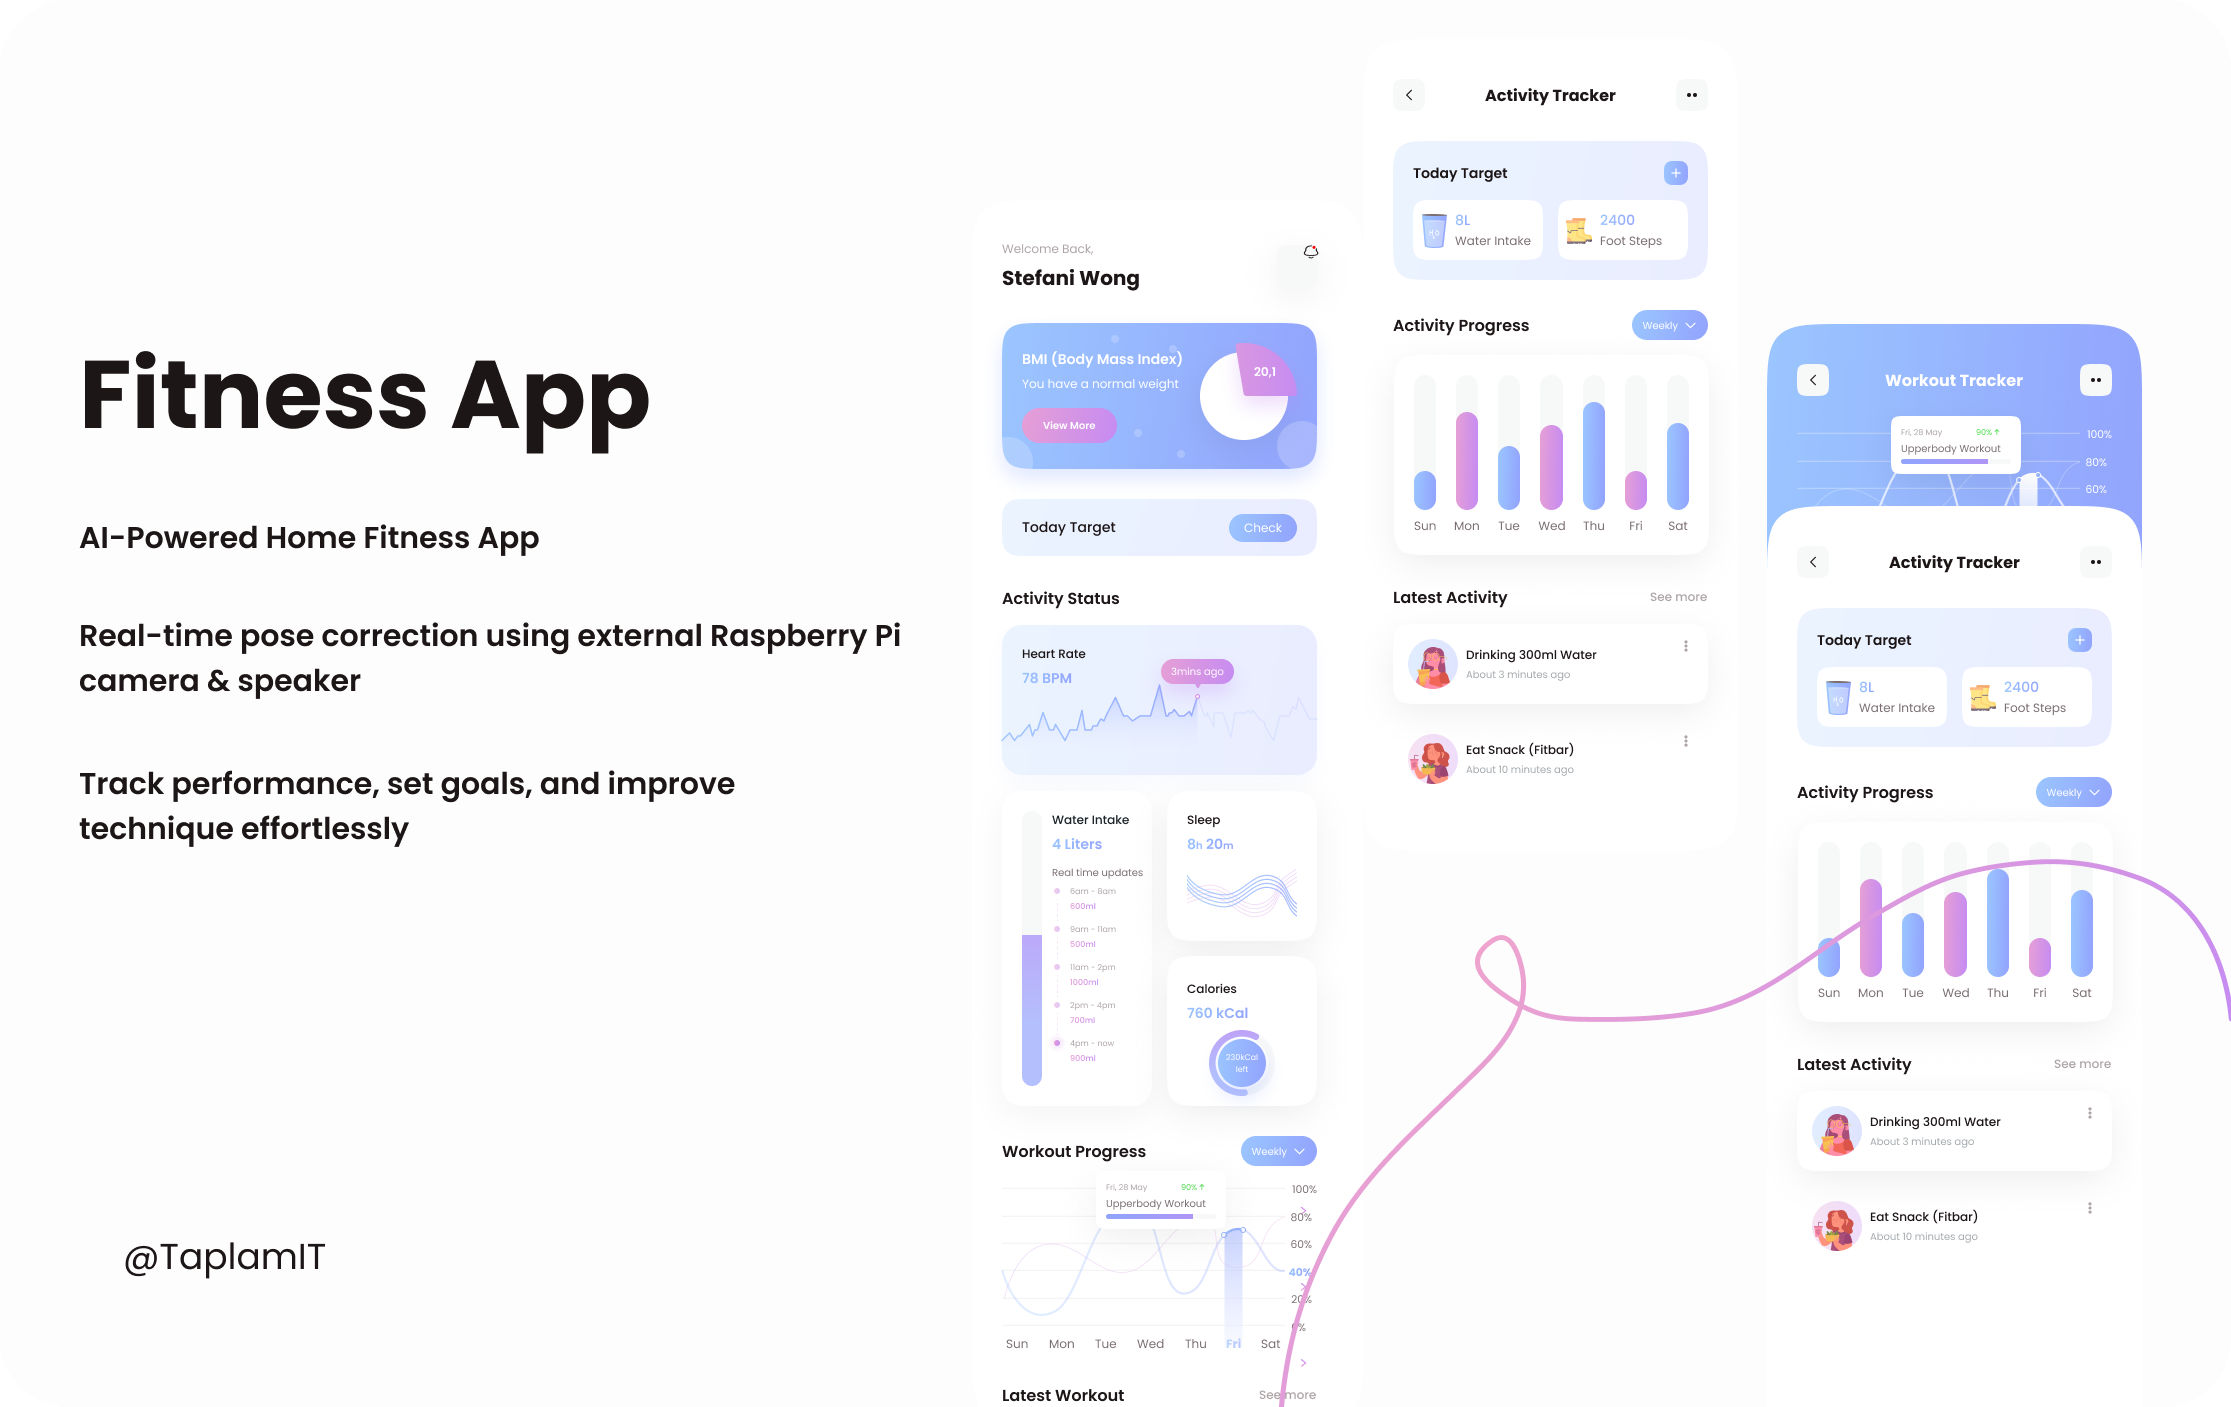 Fitness App
AI-Powered Home Fitness App
Real-time pose correction using external Raspberry Pi
camera & speaker
Track performance, set goals, and improve
technique effortlessly
@TaplamIT
Welcome Back,
Stefani Wong
BMI (Body Mass Index)
You have a normal weight
20,1
View More
Today Target
Check
Activity Status
Heart Rate
78 BPM
3mins ago
Water Intake
4 Liters
Real time updates
6am - 8am
600ml
9am - 11am
500ml
11am - 2pm
1000ml
2pm - 4pm
700ml
4pm - now
900ml
Sleep
8h 20m
Calories
760 kCal
230kCal
left
Workout Progress
Weekly
Fri, 28 May 90% ↑
Upperbody Workout
100%
80%
60%
40%
20%
Sun Mon Tue Wed Thu Fri Sat
Latest Workout
See more
Activity Tracker
Today Target
8L
Water Intake
2400
Foot Steps
Activity Progress
Weekly
Sun Mon Tue Wed Thu Fri Sat
Latest Activity
See more
Drinking 300ml Water
About 3 minutes ago
Eat Snack (Fitbar)
About 10 minutes ago
Workout Tracker
Fri, 28 May 90% ↑
Upperbody Workout
100%
80%
60%
Activity Tracker
Today Target
8L
Water Intake
2400
Foot Steps
Activity Progress
Weekly
Sun Mon Tue Wed Thu Fri Sat
Latest Activity
See more
Drinking 300ml Water
About 3 minutes ago
Eat Snack (Fitbar)
About 10 minutes ago